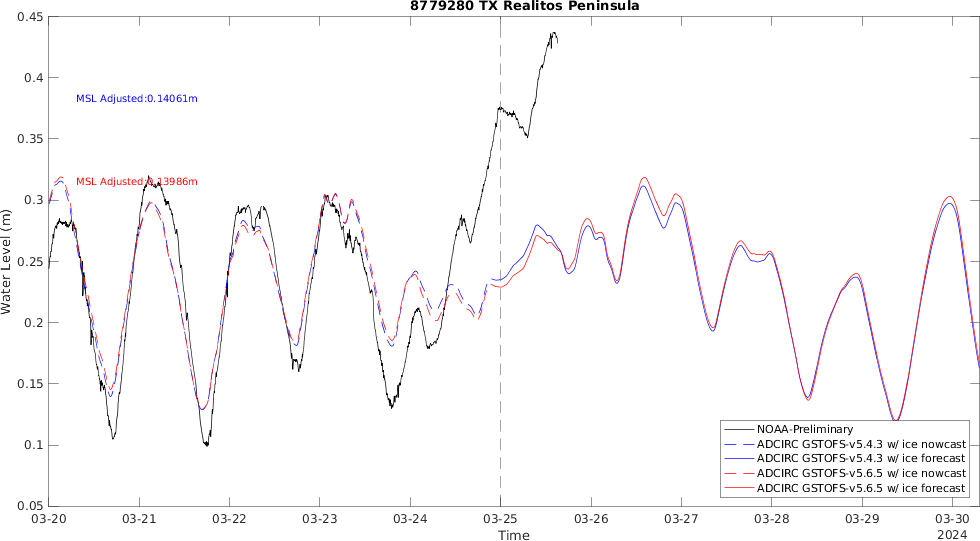 8779280 TX Realitos Peninsula
0.45
0.4
0.35
0.3
0.25
0.2
0.15
0.1
0.05
Water Level (m)
MSL Adjusted:0.14061m
MSL Adjusted:0.13986m
NOAA-Preliminary
ADCIRC GSTOFS-v5.4.3 w/ ice nowcast
ADCIRC GSTOFS-v5.4.3 w/ ice forecast
ADCIRC GSTOFS-v5.6.5 w/ ice nowcast
ADCIRC GSTOFS-v5.6.5 w/ ice forecast
03-20 03-21 03-22 03-23 03-24 03-25 03-26 03-27 03-28 03-29 03-30
Time
2024